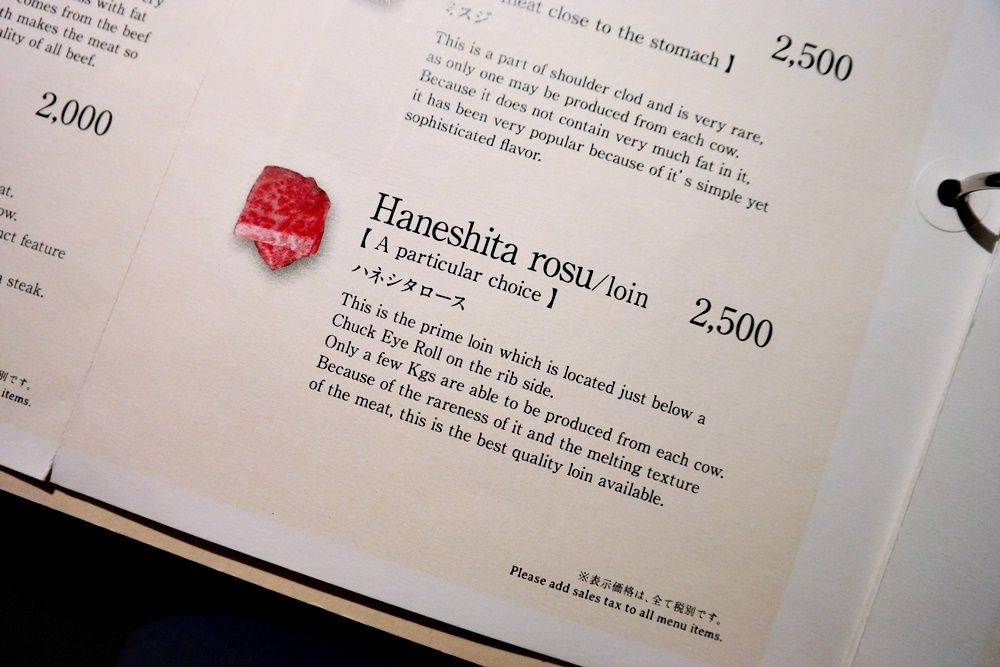 with fat
comes from the beef
makes the meat so
of all beef.
2,000
feature
steak.
items.
meat close to the stomach】
ミスジ
2,500
This is a part of shoulder clod and is very rare,
as only one may be produced from each cow.
Because it does not contain very much fat in it,
it has been very popular because of it's simple yet
sophisticated flavor.
Haneshita rosu/loin
【A particular choice】
ハネシタロース
2,500
This is the prime loin which is located just below a
Chuck Eye Roll on the rib side.
Only a few Kgs are able to be produced from each cow.
Because of the rareness of it and the melting texture
of the meat, this is the best quality loin available.
※表示価格は、全て税別です。
Please add sales tax to all menu items.